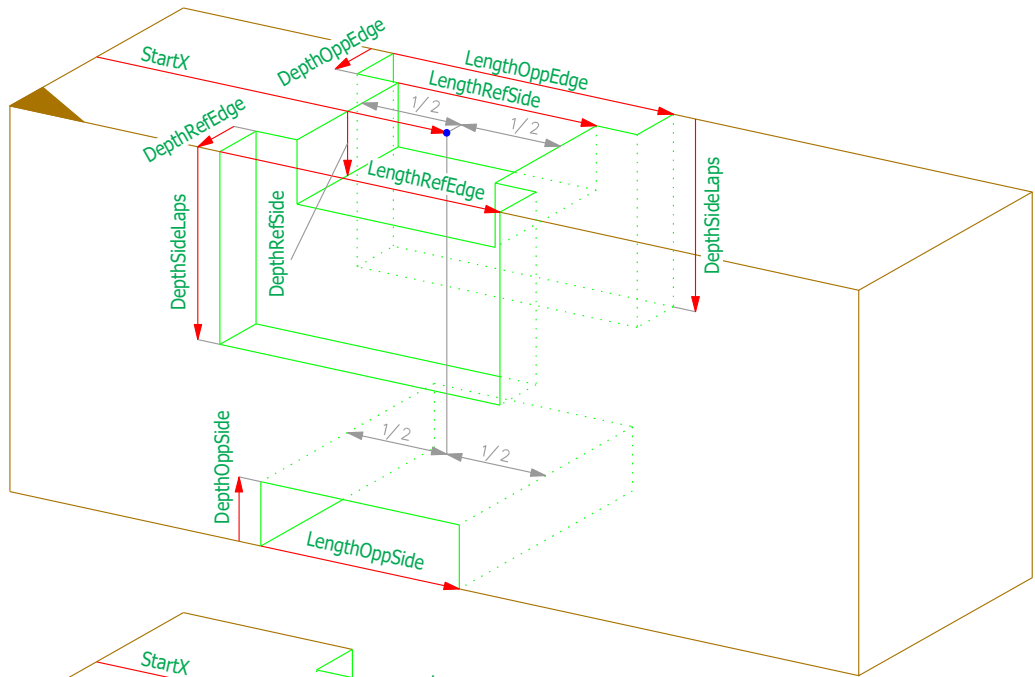 DepthOppEdge
StartX
LengthOppEdge
LengthRefSide
1/2
1/2
DepthRefEdge
LengthRefEdge
DepthSideLaps
DepthRefSide
DepthSideLaps
DepthOppSide
1/2
1/2
LengthOppSide
StartX